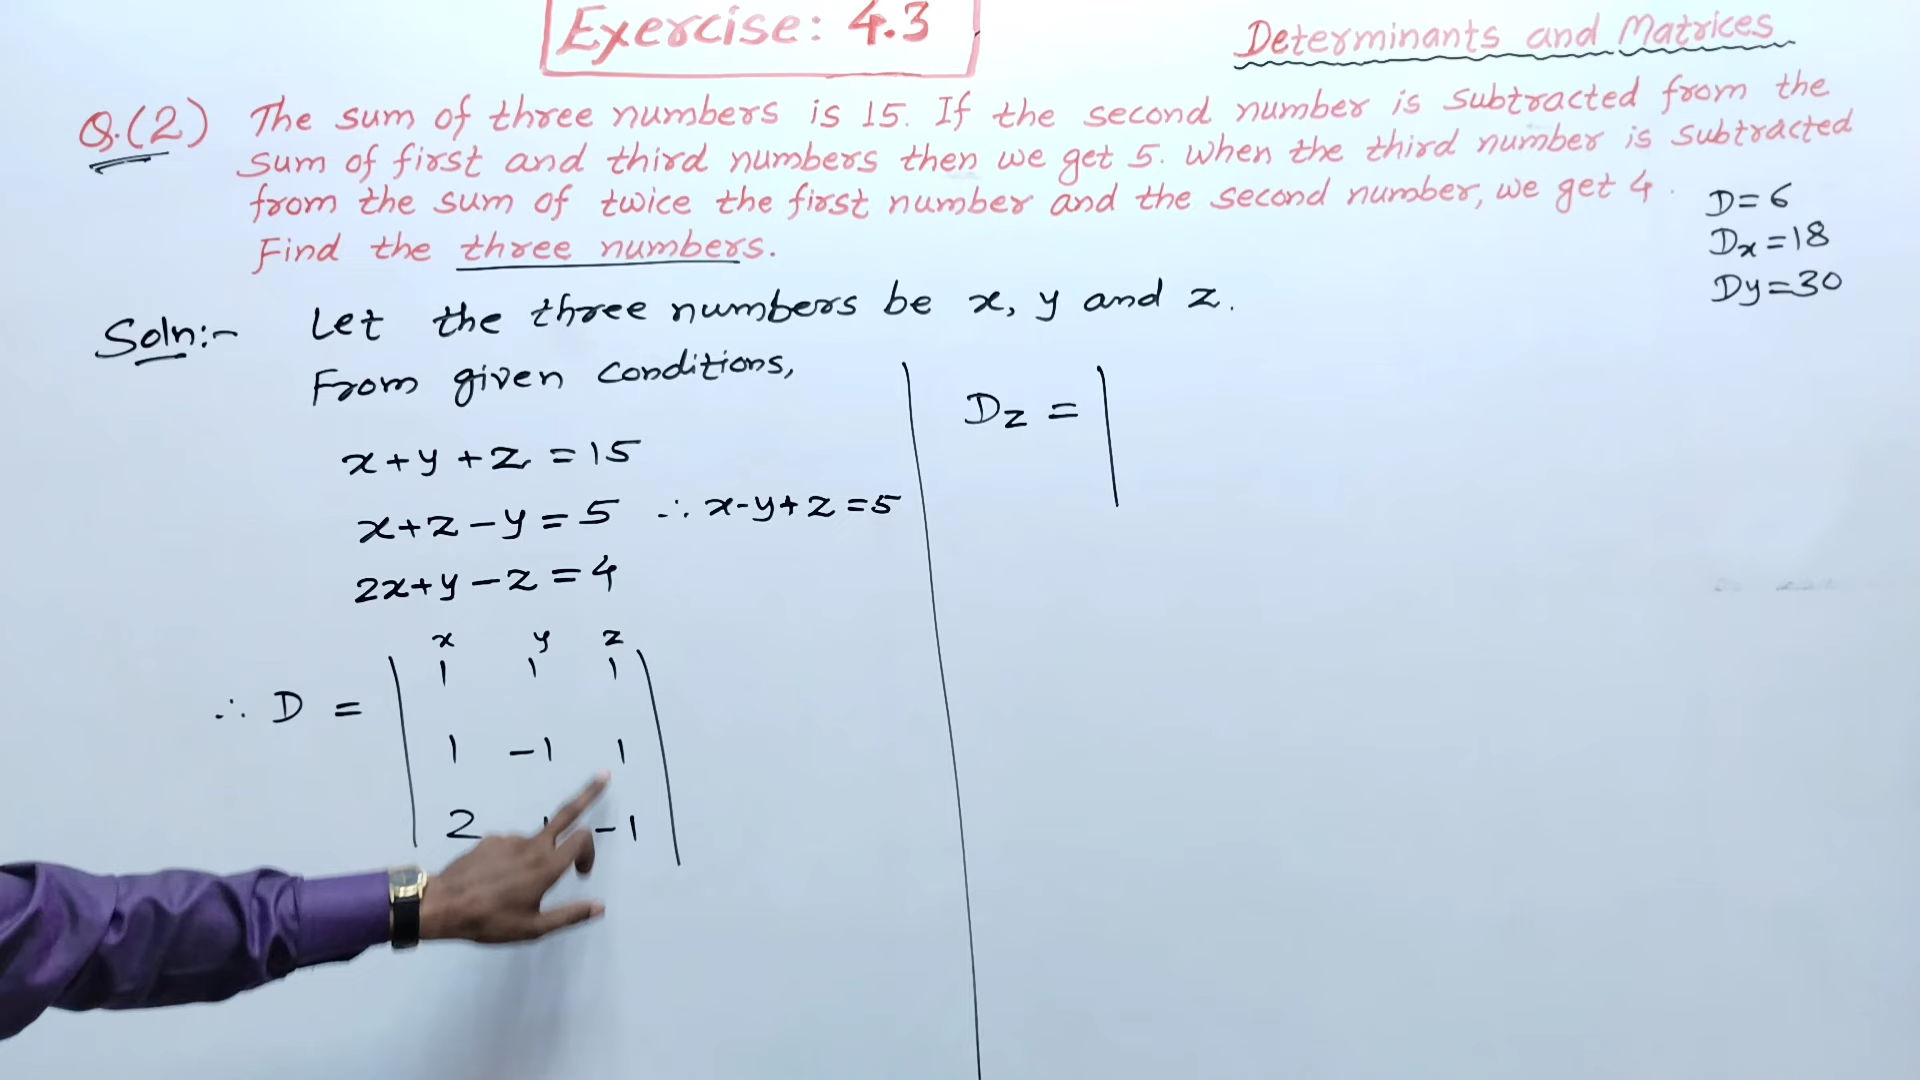 Exercise: 4.3
Determinants and Matrices
Q.(2) The sum of three numbers is 15. If the second number is subtracted from the
sum of first and third numbers then we get 5. When the third number is subtracted
from the sum of twice the first number and the second number, we get 4.
Find the three numbers.
D=6
Dx=18
Dy=30
Soln:- Let the three numbers be x, y and z.
From given conditions,
x+y+z=15
x+z-y=5 ∴ x-y+z=5
2x+y-z=4
x y z
1 1 1
∴ D =
1 -1 1
2 -1
Dz =